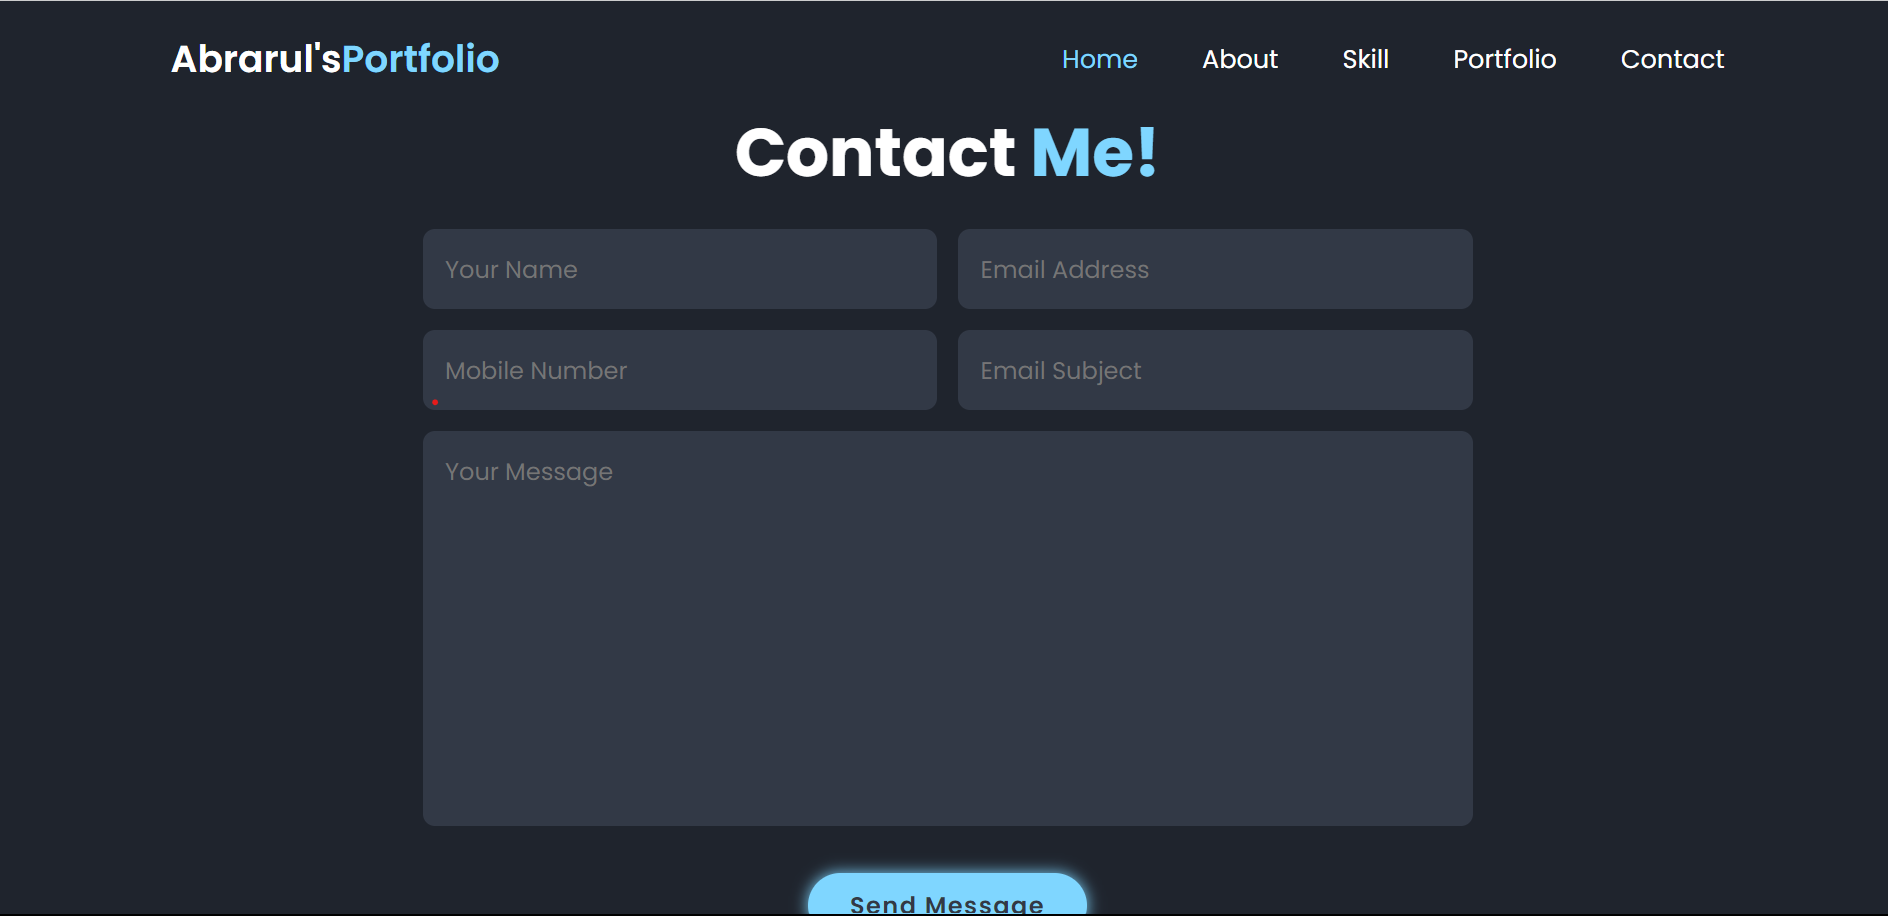 Abrarul'sPortfolio Home About Skill Portfolio Contact
Contact Me!
Your Name Email Address
Mobile Number Email Subject
Your Message
Send Message